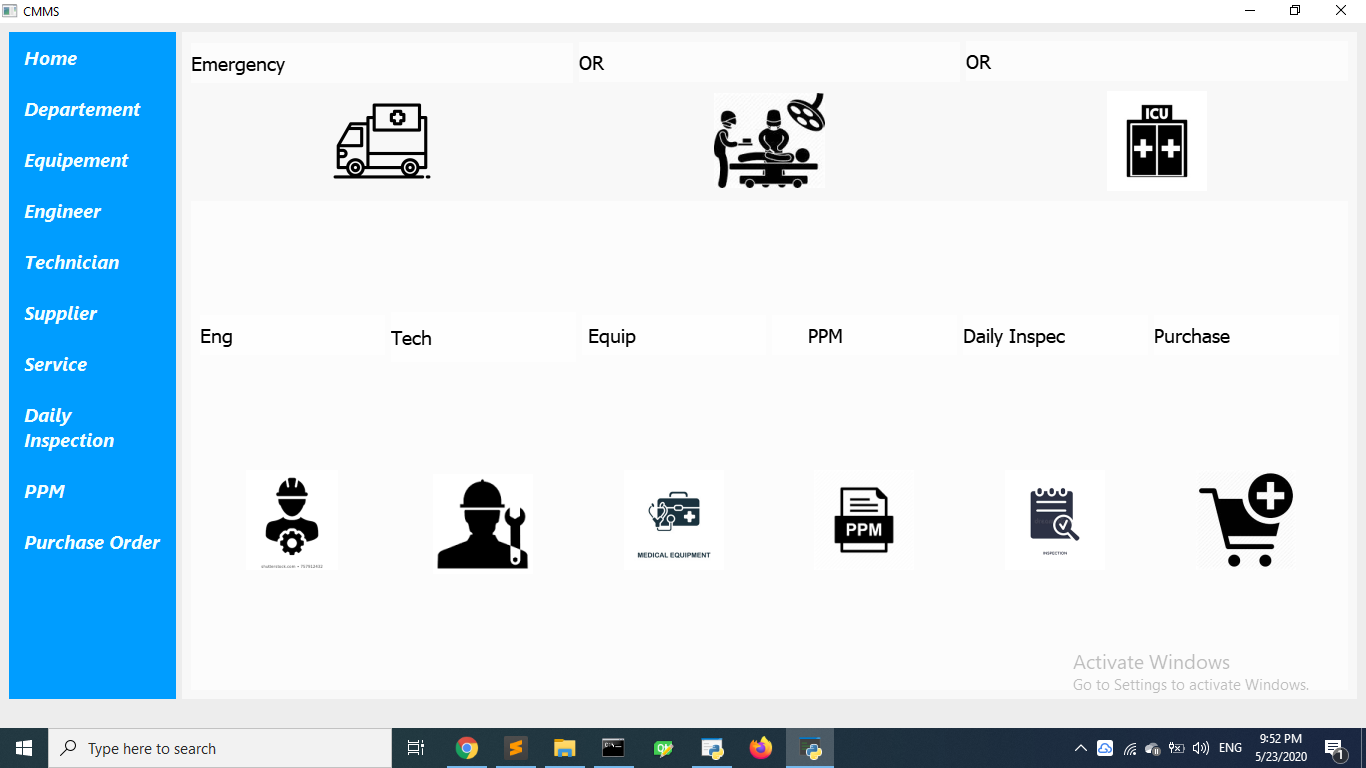 CMMS
Home
Departement
Equipement
Engineer
Technician
Supplier
Service
Daily
Inspection
PPM
Purchase Order
Emergency
OR
OR
ICU
Eng
Tech
Equip
PPM
Daily Inspec
Purchase
shutterstock.com • 757512432
MEDICAL EQUIPMENT
PPM
INSPECTION
Activate Windows
Go to Settings to activate Windows.
Type here to search
ENG
9:52 PM
5/23/2020
1